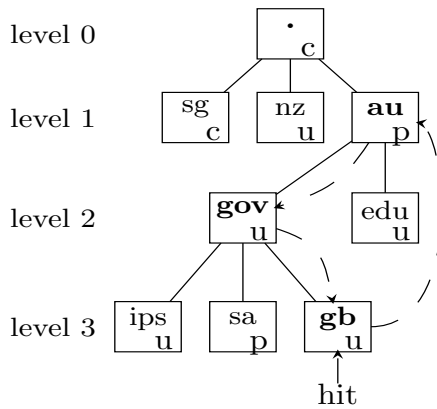 level 0
.
c
level 1
sg
c
nz
u
au
p
level 2
gov
u
edu
u
level 3
ips
u
sa
p
gb
u
hit